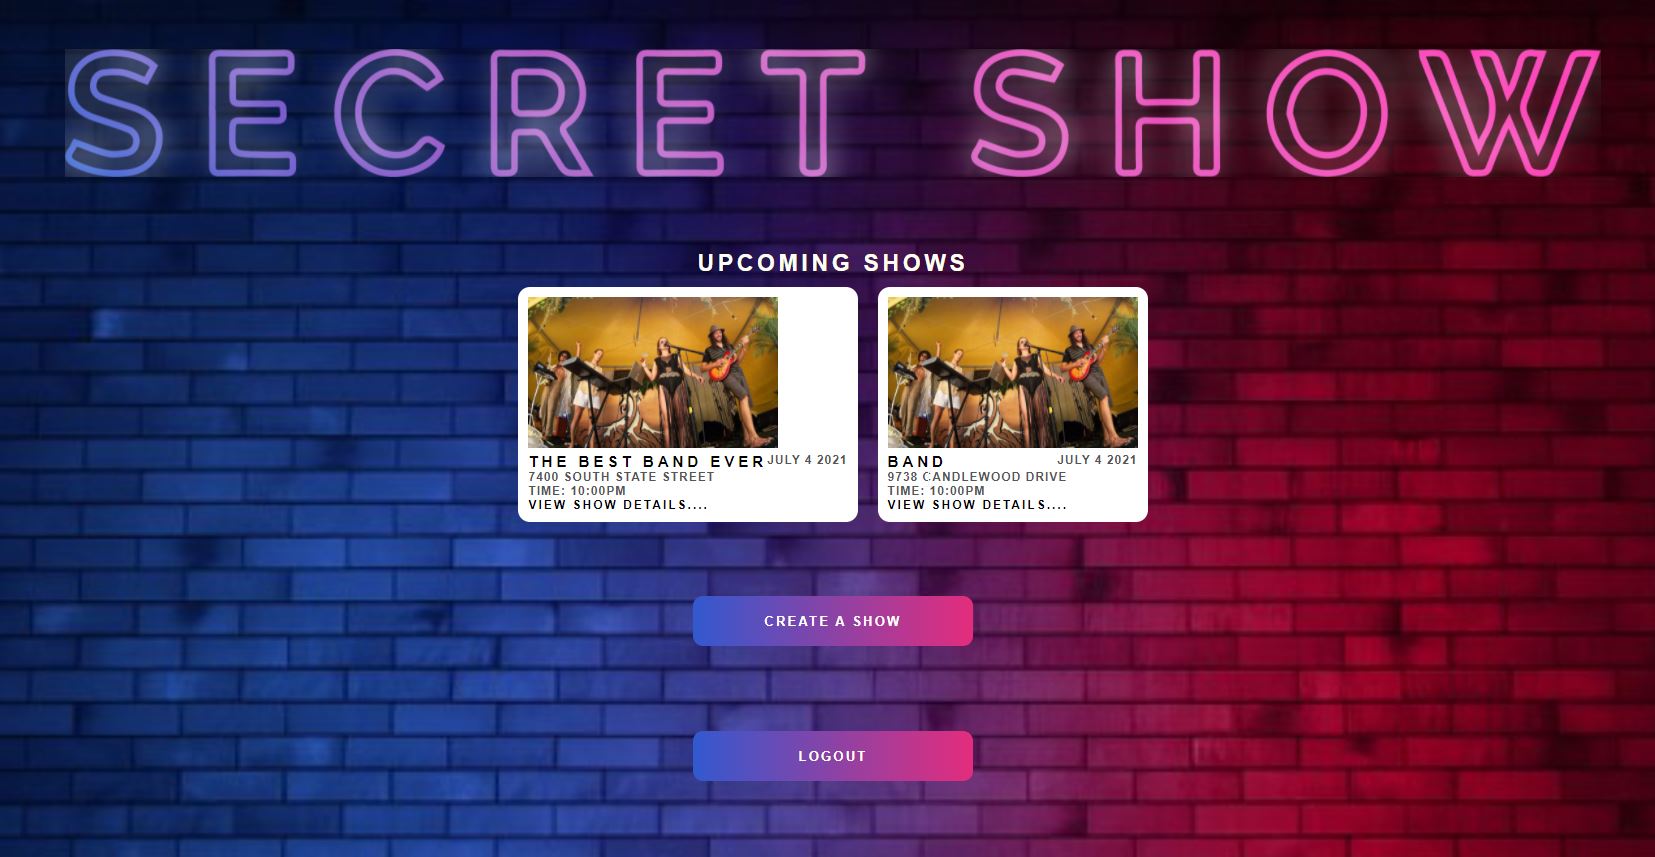 SECRET SHOW
UPCOMING SHOWS
THE BEST BAND EVER JULY 4 2021
7400 SOUTH STATE STREET
TIME: 10:00PM
VIEW SHOW DETAILS....
BAND JULY 4 2021
9738 CANDLEWOOD DRIVE
TIME: 10:00PM
VIEW SHOW DETAILS....
CREATE A SHOW
LOGOUT